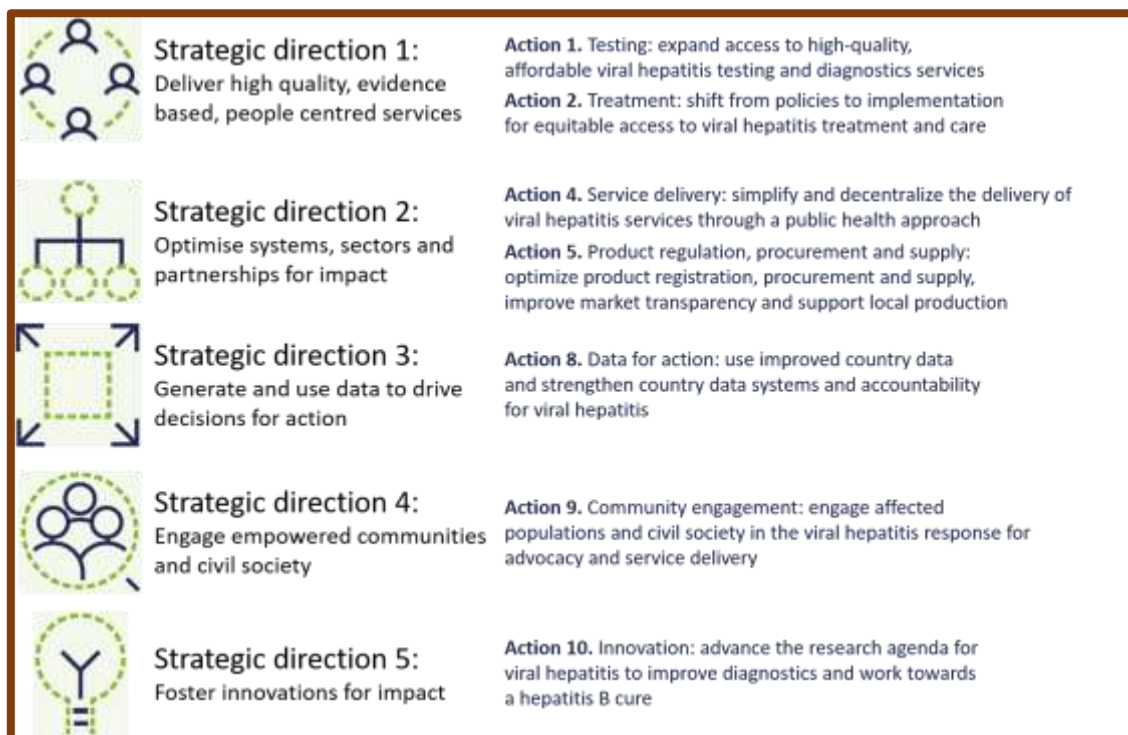 Strategic direction 1:
Deliver high quality, evidence
based, people centred services
Action 1. Testing: expand access to high-quality,
affordable viral hepatitis testing and diagnostics services
Action 2. Treatment: shift from policies to implementation
for equitable access to viral hepatitis treatment and care
Strategic direction 2:
Optimise systems, sectors and
partnerships for impact
Action 4. Service delivery: simplify and decentralize the delivery of
viral hepatitis services through a public health approach
Action 5. Product regulation, procurement and supply:
optimize product registration, procurement and supply,
improve market transparency and support local production
Strategic direction 3:
Generate and use data to drive
decisions for action
Action 8. Data for action: use improved country data
and strengthen country data systems and accountability
for viral hepatitis
Strategic direction 4:
Engage empowered communities
and civil society
Action 9. Community engagement: engage affected
populations and civil society in the viral hepatitis response for
advocacy and service delivery
Strategic direction 5:
Foster innovations for impact
Action 10. Innovation: advance the research agenda for
viral hepatitis to improve diagnostics and work towards
a hepatitis B cure